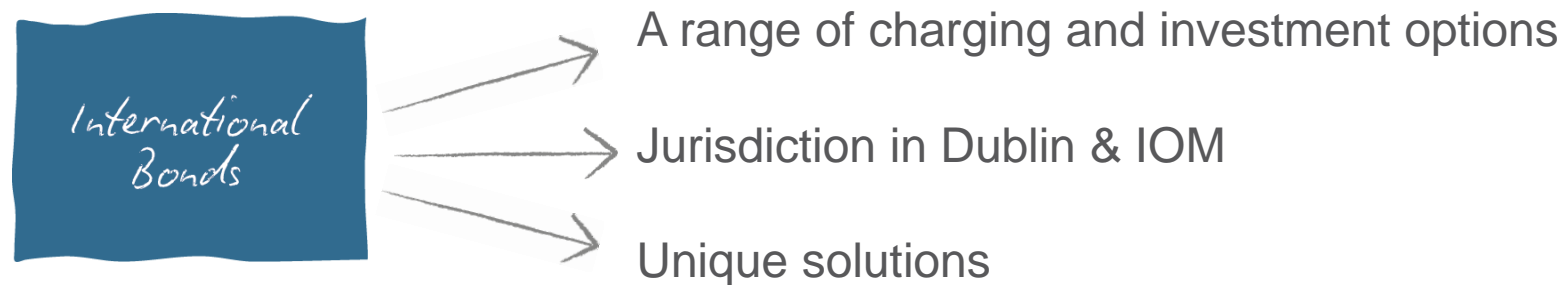 International
Bonds
A range of charging and investment options
Jurisdiction in Dublin & IOM
Unique solutions